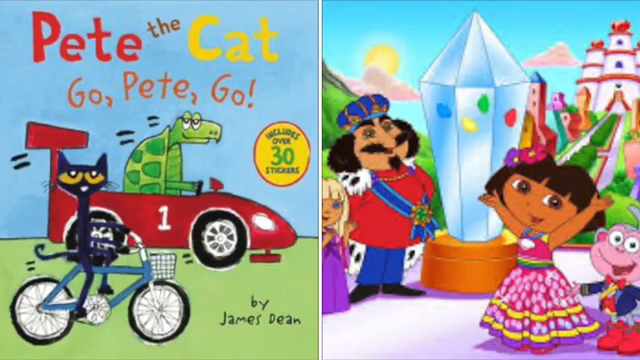 Pete the Cat
Go, Pete, Go!
INCLUDES
OVER
30
STICKERS
1
by
James Dean